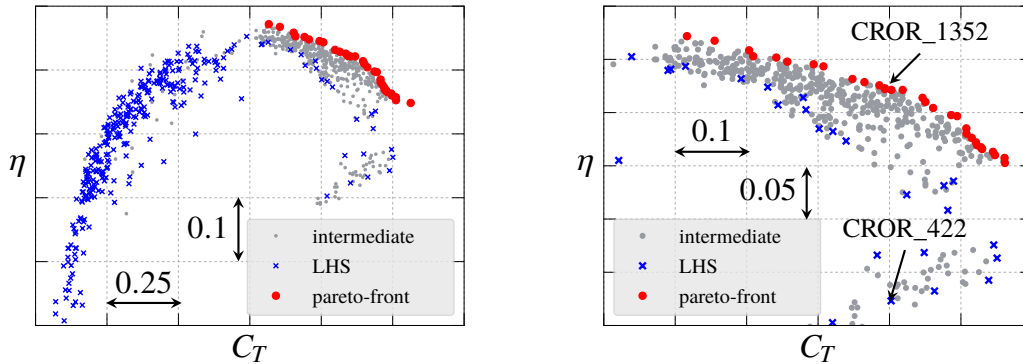 η
0.1
0.25
intermediate
LHS
pareto-front
C_T
CROR_1352
0.1
η
0.05
CROR_422
intermediate
LHS
pareto-front
C_T